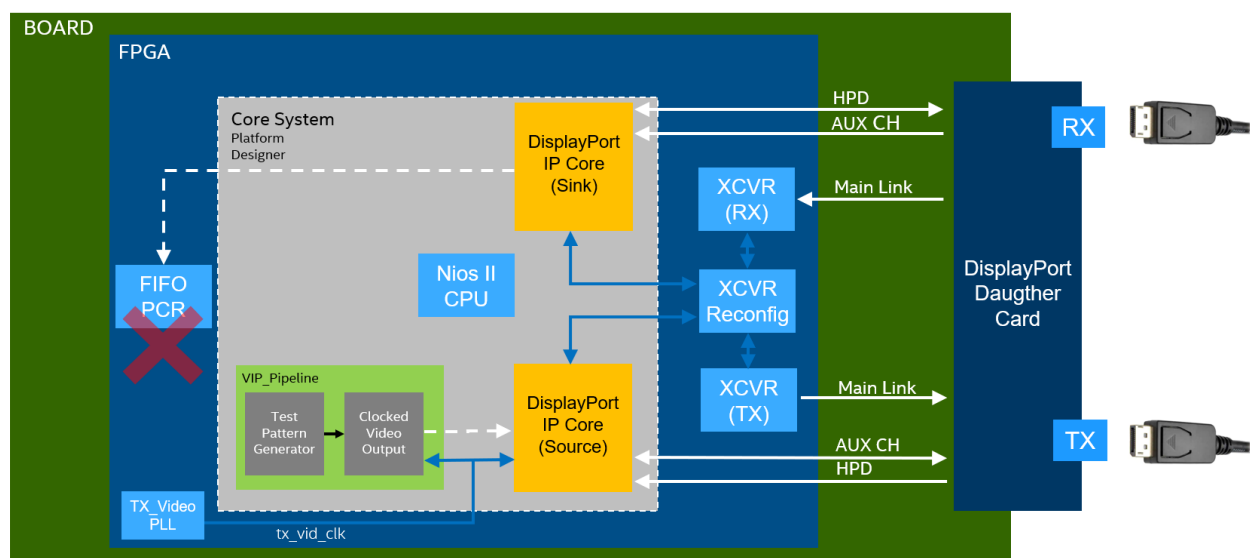 BOARD
FPGA
Core System
Platform
Designer
DisplayPort
IP Core
(Sink)
HPD
AUX CH
RX
XCVR
(RX)
Main Link
FIFO
PCR
Nios II
CPU
XCVR
Reconfig
DisplayPort
Daugther
Card
VIP_Pipeline
Test
Pattern
Generator
Clocked
Video
Output
DisplayPort
IP Core
(Source)
XCVR
(TX)
Main Link
AUX CH
HPD
TX
TX_Video
PLL
tx_vid_clk